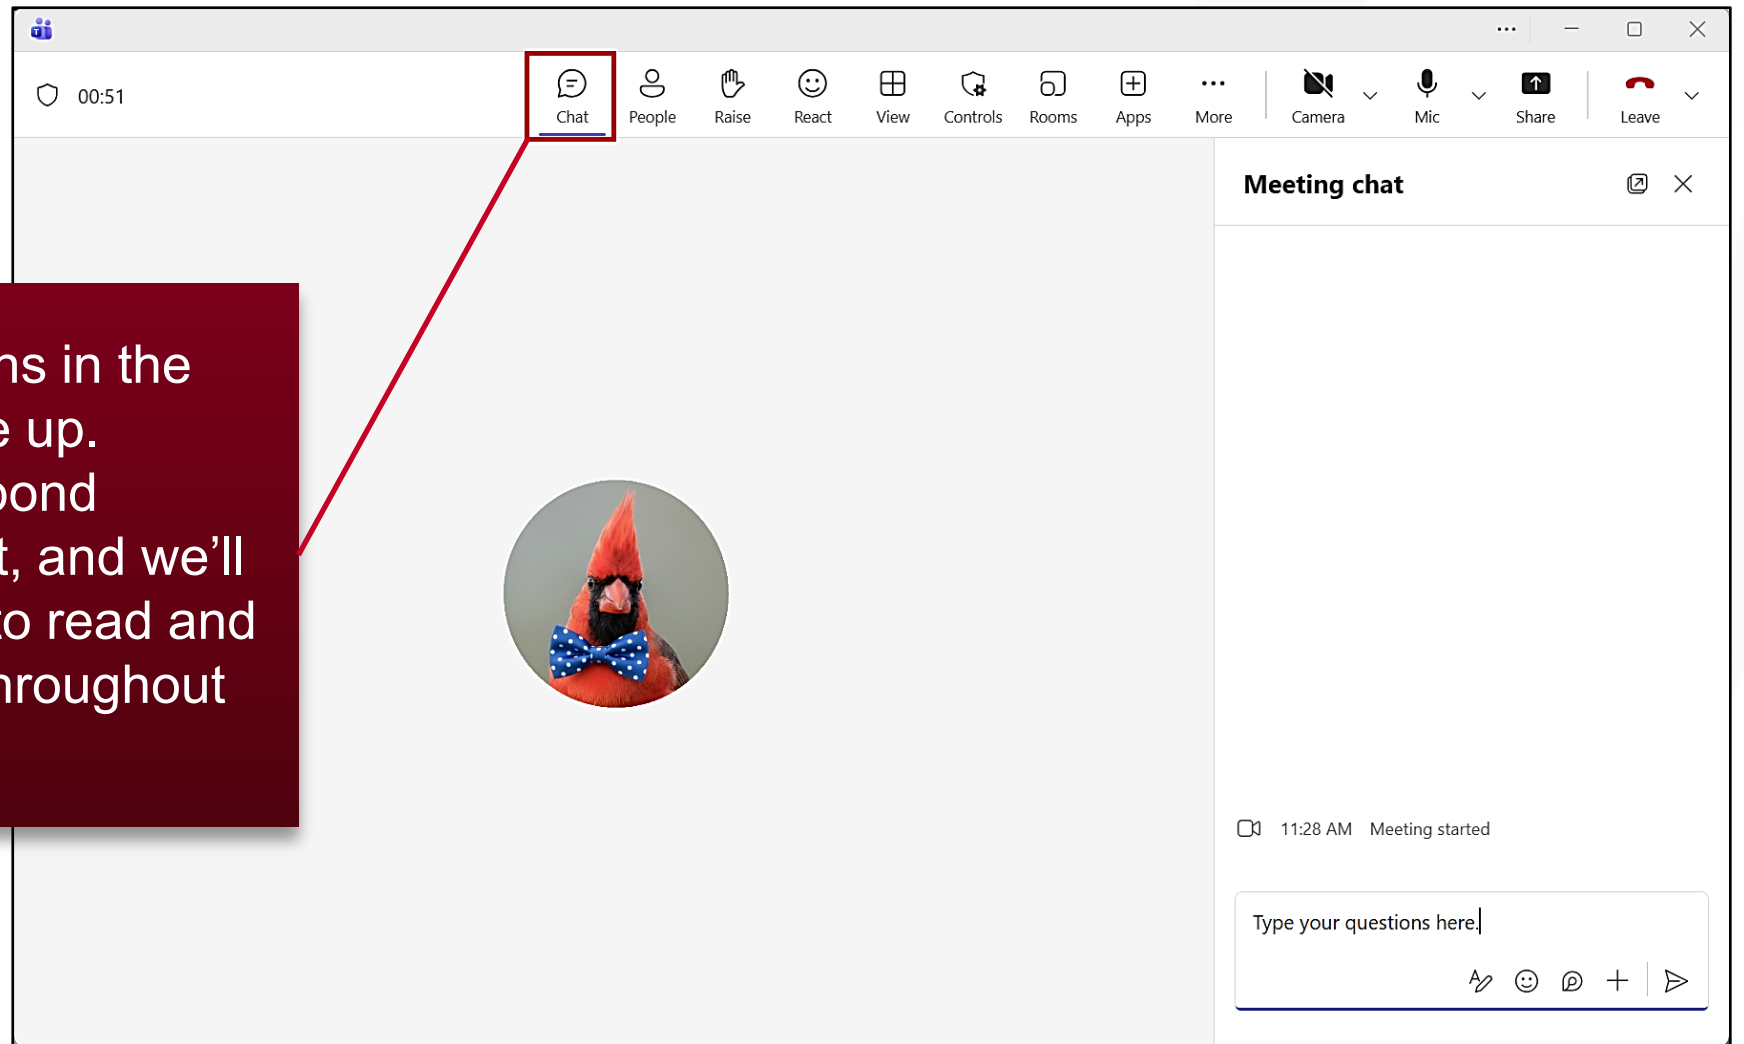 00:51
Chat
People
Raise
React
View
Controls
Rooms
Apps
More
Camera
Mic
Share
Leave
Meeting chat
ns in the
e up.
ond
t, and we’ll
to read and
hroughout
11:28 AM Meeting started
Type your questions here.